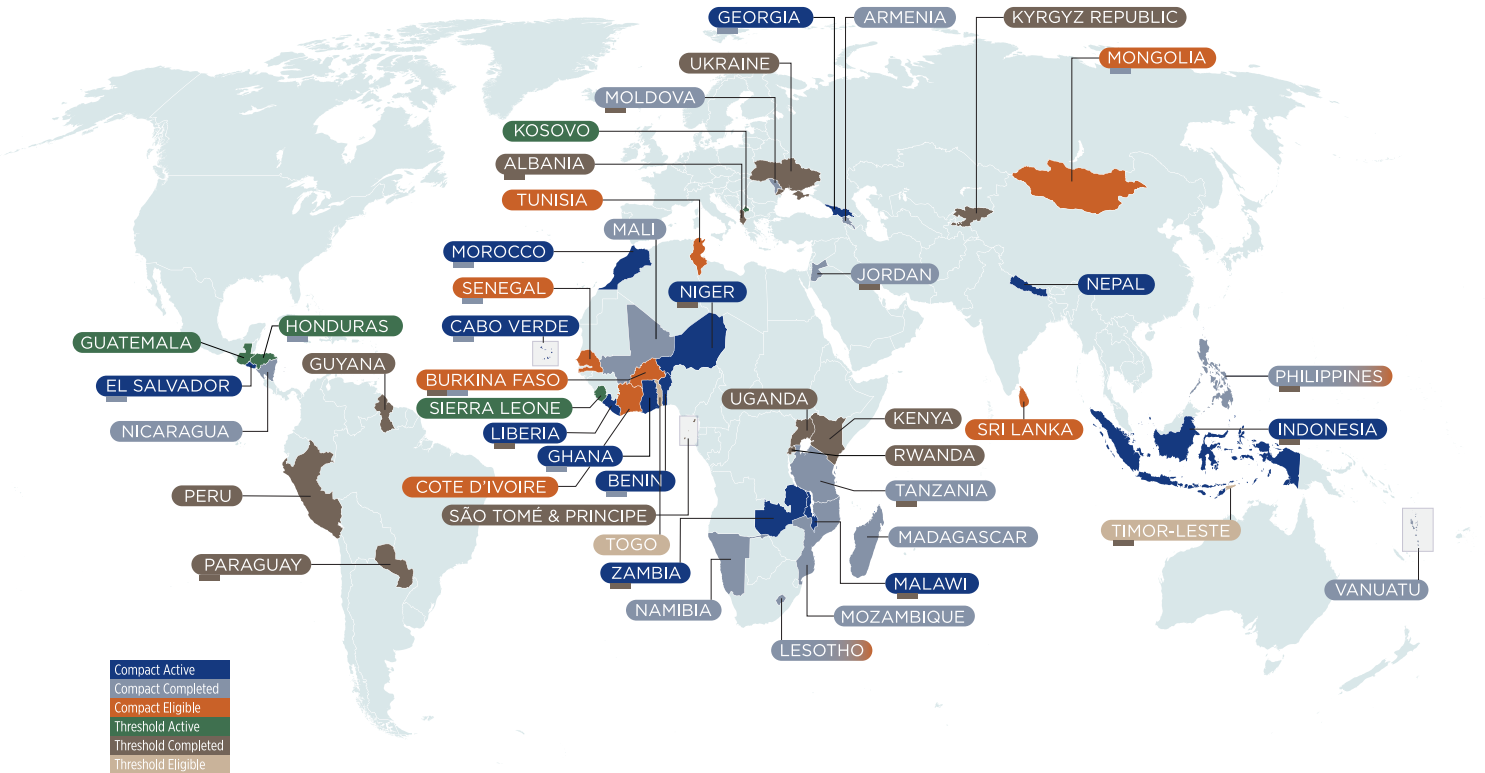 GEORGIA
ARMENIA
KYRGYZ REPUBLIC
MONGOLIA
UKRAINE
MOLDOVA
KOSOVO
ALBANIA
TUNISIA
MALI
MOROCCO
JORDAN
SENEGAL
NIGER
NEPAL
CABO VERDE
HONDURAS
GUATEMALA
GUYANA
EL SALVADOR
BURKINA FASO
PHILIPPINES
UGANDA
SIERRA LEONE
KENYA
NICARAGUA
LIBERIA
SRI LANKA
INDONESIA
GHANA
RWANDA
BENIN
COTE D'IVOIRE
TANZANIA
PERU
SÃO TOMÉ & PRINCIPE
TIMOR-LESTE
MADAGASCAR
TOGO
PARAGUAY
ZAMBIA
MALAWI
VANUATU
NAMIBIA
MOZAMBIQUE
LESOTHO
Compact Active
Compact Completed
Compact Eligible
Threshold Active
Threshold Completed
Threshold Eligible